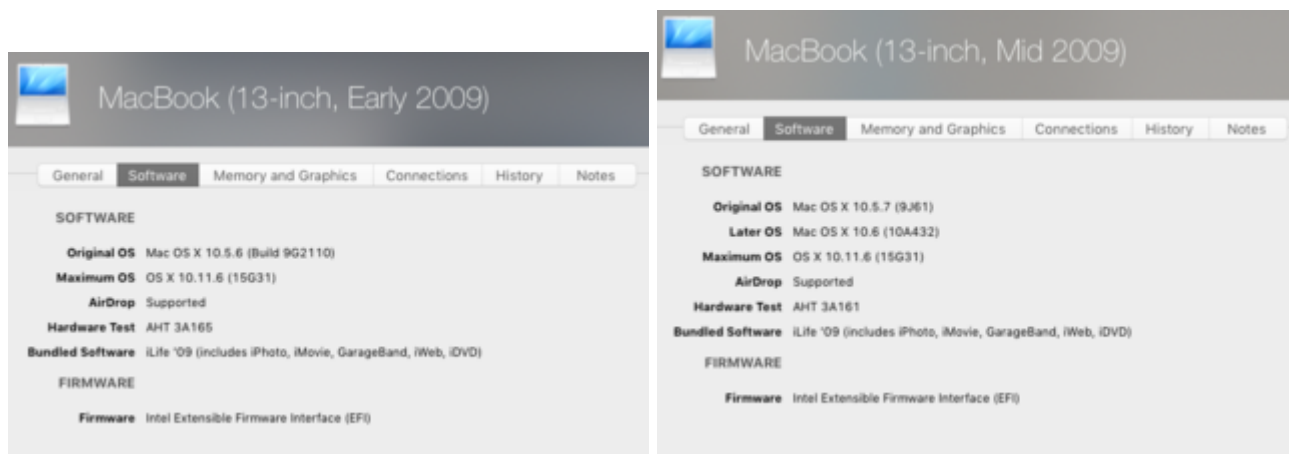 MacBook (13-inch, Early 2009)
General Software Memory and Graphics Connections History Notes
SOFTWARE
Original OS Mac OS X 10.5.6 (Build 9G2110)
Maximum OS OS X 10.11.6 (15G31)
AirDrop Supported
Hardware Test AHT 3A165
Bundled Software iLife '09 (includes iPhoto, iMovie, GarageBand, iWeb, iDVD)
FIRMWARE
Firmware Intel Extensible Firmware Interface (EFI)
MacBook (13-inch, Mid 2009)
General Software Memory and Graphics Connections History Notes
SOFTWARE
Original OS Mac OS X 10.5.7 (9J61)
Later OS Mac OS X 10.6 (10A432)
Maximum OS OS X 10.11.6 (15G31)
AirDrop Supported
Hardware Test AHT 3A161
Bundled Software iLife '09 (includes iPhoto, iMovie, GarageBand, iWeb, iDVD)
FIRMWARE
Firmware Intel Extensible Firmware Interface (EFI)